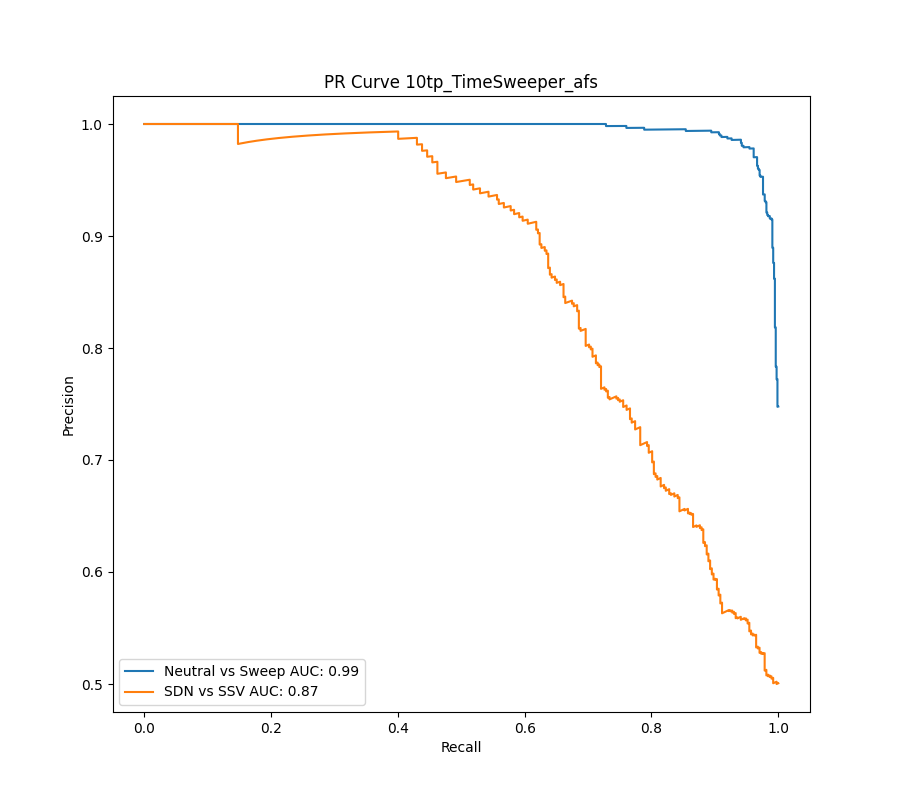 PR Curve 10tp_TimeSweeper_afs
1.0
0.9
0.8
0.7
0.6
0.5
Precision
Neutral vs Sweep AUC: 0.99
SDN vs SSV AUC: 0.87
0.0 0.2 0.4 0.6 0.8 1.0
Recall